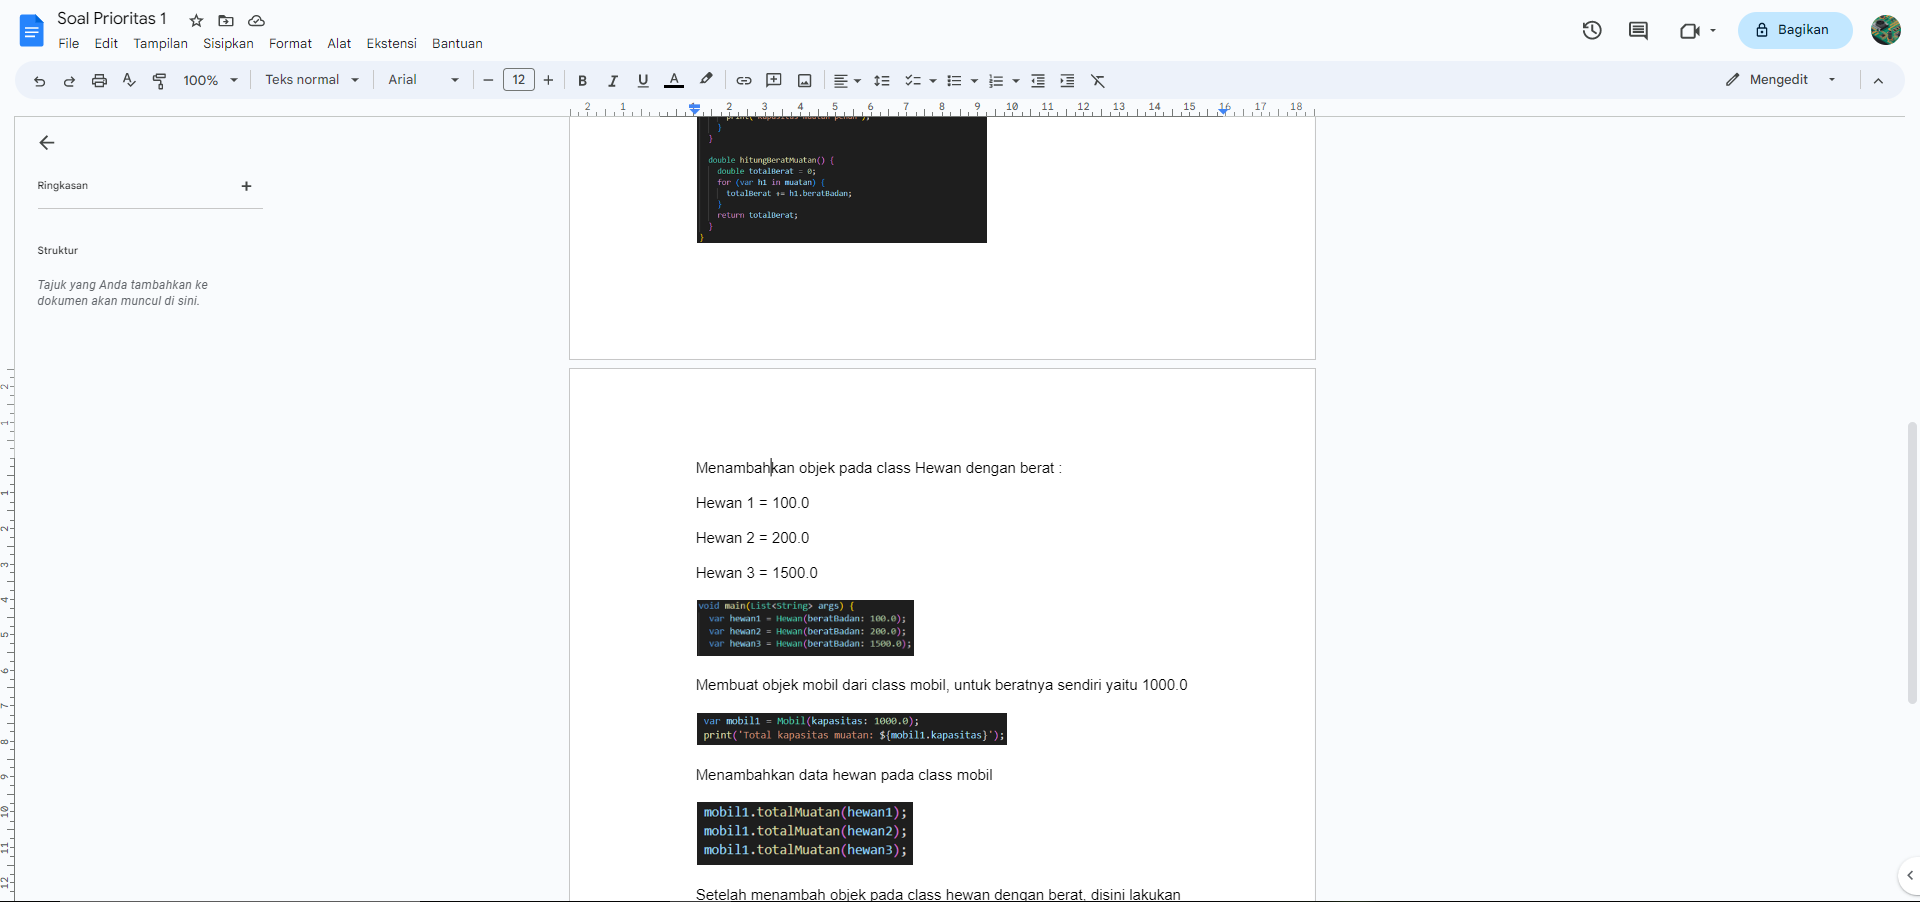 Soal Prioritas 1
File Edit Tampilan Sisipkan Format Alat Ekstensi Bantuan
Bagikan
100% Teks normal Arial 12 B I U A Mengedit
2 1 1 2 3 4 5 6 7 8 9 10 11 12 13 14 15 16 17 18
Ringkasan
Struktur
Tajuk yang Anda tambahkan ke
dokumen akan muncul di sini.
}
}
double hitungBeratMuatan() {
double totalBerat = 0;
for (var h1 in muatan) {
totalBerat += h1.beratBadan;
}
return totalBerat;
}
}
Menambahkan objek pada class Hewan dengan berat :
Hewan 1 = 100.0
Hewan 2 = 200.0
Hewan 3 = 1500.0
void main(List<String> args) {
var hewan1 = Hewan(beratBadan: 100.0);
var hewan2 = Hewan(beratBadan: 200.0);
var hewan3 = Hewan(beratBadan: 1500.0);
Membuat objek mobil dari class mobil, untuk beratnya sendiri yaitu 1000.0
var mobil1 = Mobil(kapasitas: 1000.0);
print('Total kapasitas muatan: ${mobil1.kapasitas}');
Menambahkan data hewan pada class mobil
mobil1.totalMuatan(hewan1);
mobil1.totalMuatan(hewan2);
mobil1.totalMuatan(hewan3);
Setelah menambah objek pada class hewan dengan berat, disini lakukan